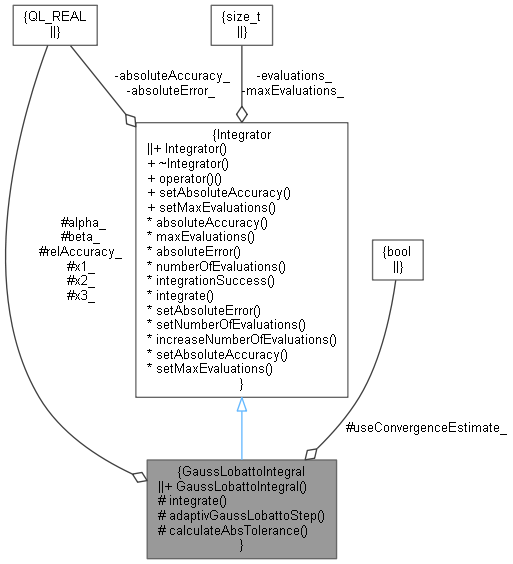 {QL_REAL
||}
{size_t
||}
-absoluteAccuracy_
-absoluteError_
-evaluations_
-maxEvaluations_
{Integrator
||+ Integrator()
+ ~Integrator()
+ operator()()
+ setAbsoluteAccuracy()
+ setMaxEvaluations()
* absoluteAccuracy()
* maxEvaluations()
* absoluteError()
* numberOfEvaluations()
* integrationSuccess()
* integrate()
* setAbsoluteError()
* setNumberOfEvaluations()
* increaseNumberOfEvaluations()
* setAbsoluteAccuracy()
* setMaxEvaluations()
}
#alpha_
#beta_
#relAccuracy_
#x1_
#x2_
#x3_
{bool
||}
#useConvergenceEstimate_
{GaussLobattoIntegral
||+ GaussLobattoIntegral()
# integrate()
# adaptivGaussLobattoStep()
# calculateAbsTolerance()
}